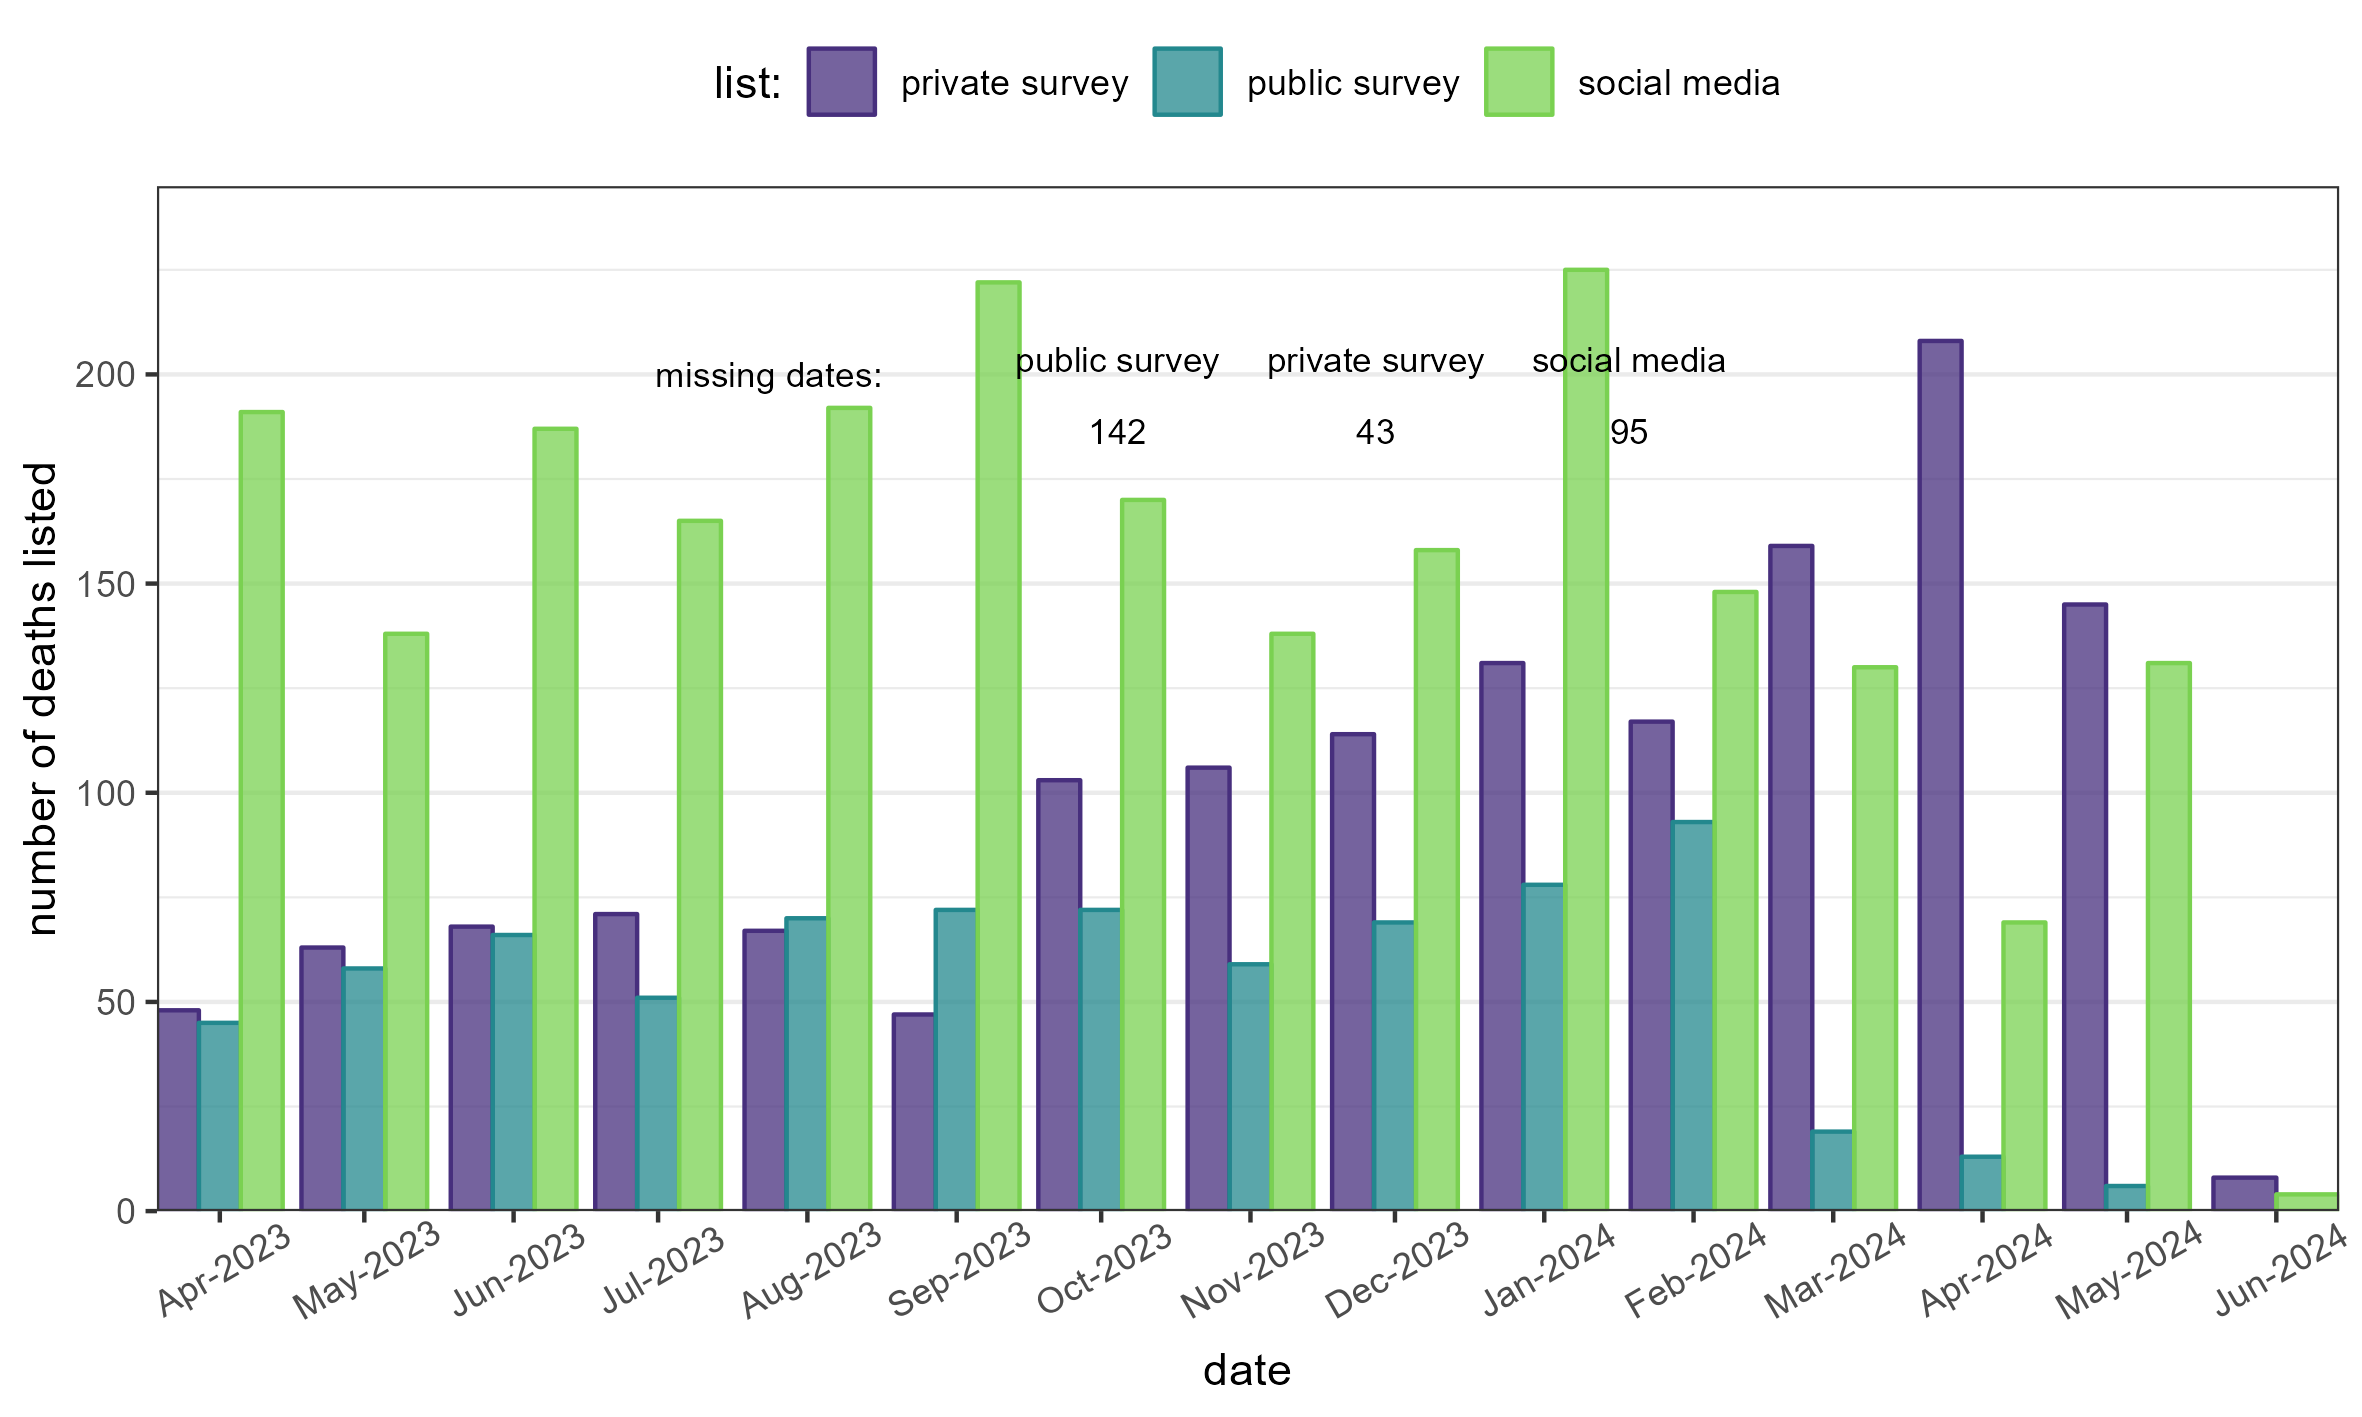 list: private survey public survey social media
number of deaths listed
200
150
100
50
0
missing dates: public survey private survey social media
142 43 95
Apr-2023 May-2023 Jun-2023 Jul-2023 Aug-2023 Sep-2023 Oct-2023 Nov-2023 Dec-2023 Jan-2024 Feb-2024 Mar-2024 Apr-2024 May-2024 Jun-2024
date